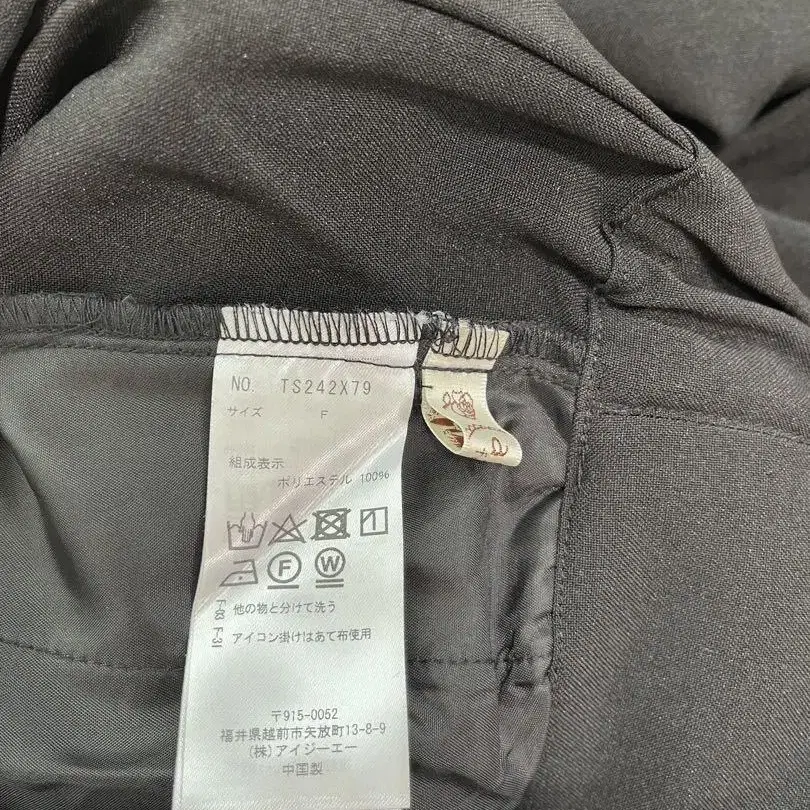 NO. TS242X79
サイズ F
組成表示
ポリエステル 100%
F
W
他の物と分けて洗う
アイコン掛けはあて布使用
〒915-0052
福井県越前市矢放町13-8-9
(株)アイジーエー
中国製